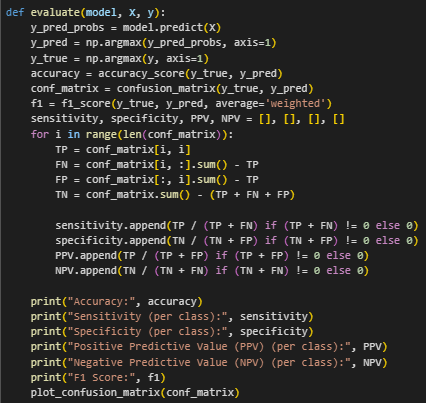 def evaluate(model, X, y):
    y_pred_probs = model.predict(X)
    y_pred = np.argmax(y_pred_probs, axis=1)
    y_true = np.argmax(y, axis=1)
    accuracy = accuracy_score(y_true, y_pred)
    conf_matrix = confusion_matrix(y_true, y_pred)
    f1 = f1_score(y_true, y_pred, average='weighted')
    sensitivity, specificity, PPV, NPV = [], [], [], []
    for i in range(len(conf_matrix)):
        TP = conf_matrix[i, i]
        FN = conf_matrix[i, :].sum() - TP
        FP = conf_matrix[:, i].sum() - TP
        TN = conf_matrix.sum() - (TP + FN + FP)

        sensitivity.append(TP / (TP + FN) if (TP + FN) != 0 else 0)
        specificity.append(TN / (TN + FP) if (TN + FP) != 0 else 0)
        PPV.append(TP / (TP + FP) if (TP + FP) != 0 else 0)
        NPV.append(TN / (TN + FN) if (TN + FN) != 0 else 0)

    print("Accuracy:", accuracy)
    print("Sensitivity (per class):", sensitivity)
    print("Specificity (per class):", specificity)
    print("Positive Predictive Value (PPV) (per class):", PPV)
    print("Negative Predictive Value (NPV) (per class):", NPV)
    print("F1 Score:", f1)
    plot_confusion_matrix(conf_matrix)